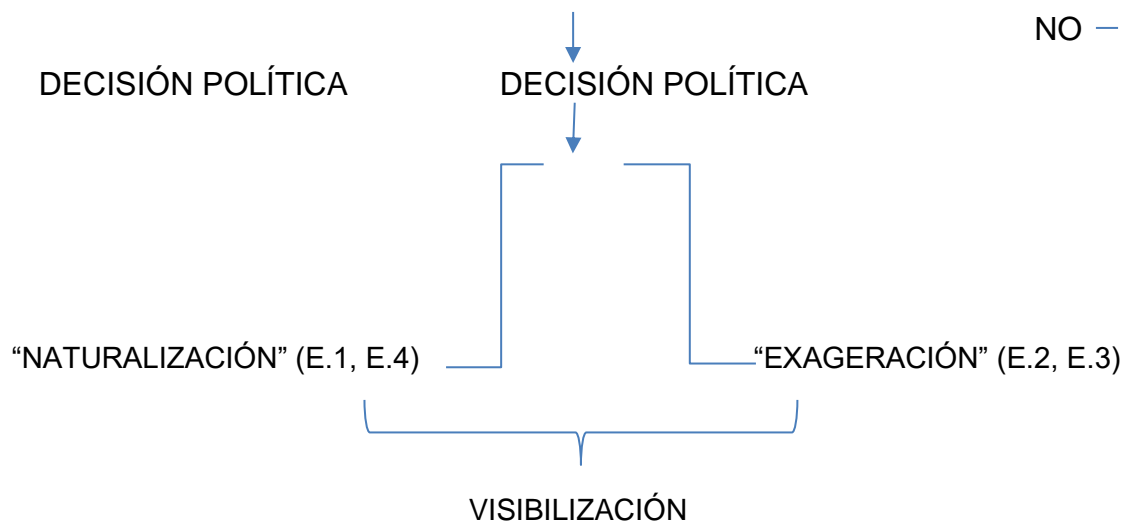 NO
DECISIÓN POLÍTICA DECISIÓN POLÍTICA
“NATURALIZACIÓN” (E.1, E.4) “EXAGERACIÓN” (E.2, E.3)
VISIBILIZACIÓN